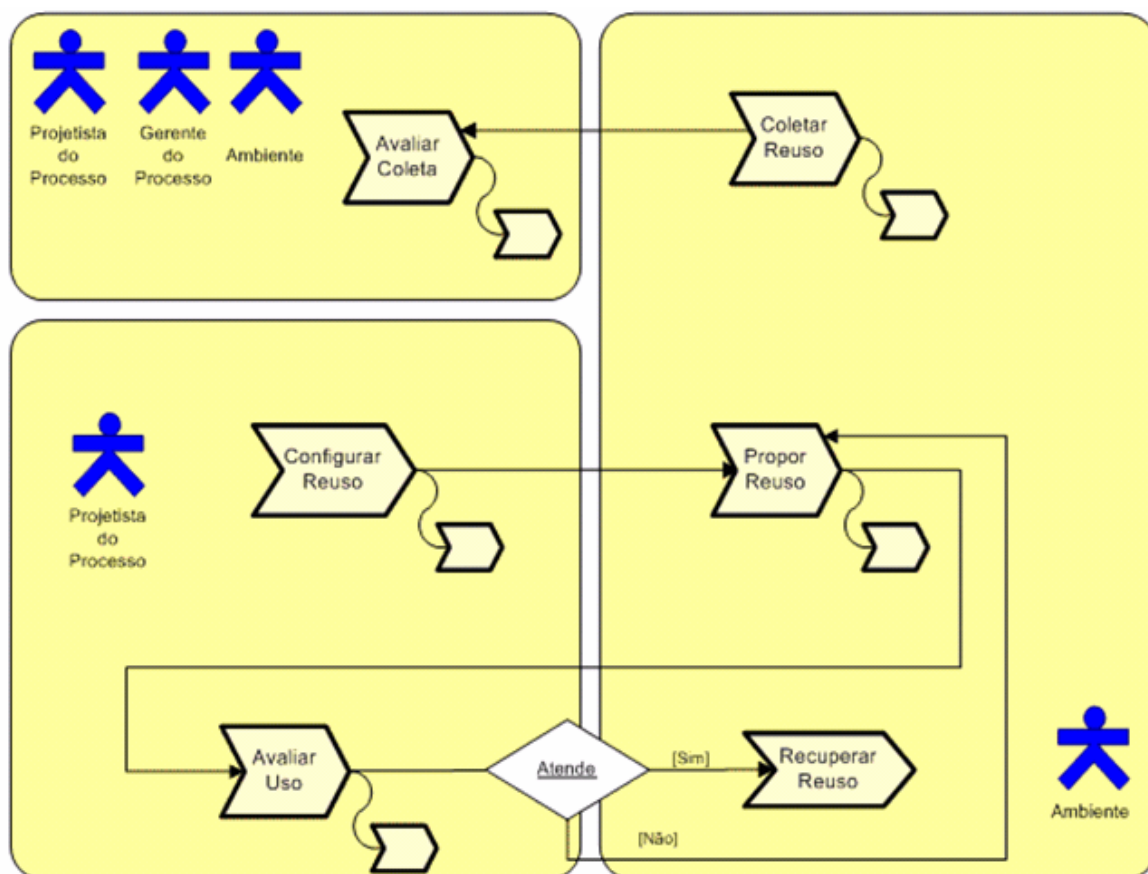 Projetista
do
Processo
Gerente
do
Processo
Ambiente
Avaliar
Coleta
Coletar
Reuso
Projetista
do
Processo
Configurar
Reuso
Propor
Reuso
Avaliar
Uso
Atende
[Sim]
Recuperar
Reuso
[Não]
Ambiente